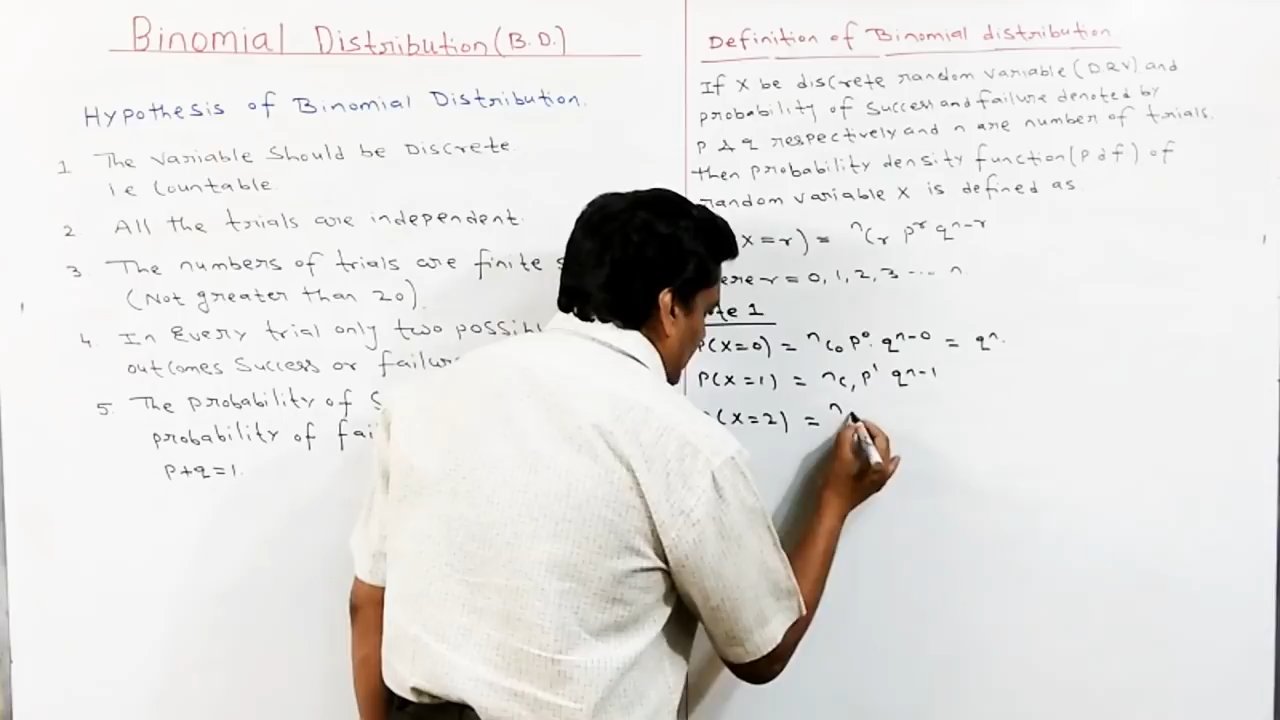 Binomial Distribution (B.D.)
Hypothesis of Binomial Distribution.
1 The variable should be Discrete
i.e Countable.
2 All the trials are independent.
3. The numbers of trials are finite
(Not greater than 20).
4. In Every trial only two
outcomes Success or
5. The probability of
probability of
p+q=1.
Definition of Binomial distribution
If X be discrete random variable (D.R.V) and
probability of success and failure denoted by
p & q respectively and n are number of trials.
then probability density function (pdf) of
random variable X is defined as
X=r) = ⁿCᵣ pʳ qⁿ⁻ʳ
r = 0, 1, 2, 3 .... n
1
P(X=0) = ⁿC₀ p⁰. qⁿ⁻⁰ = qⁿ.
P(X=1) = ⁿC₁ p¹ qⁿ⁻¹
(X=2) = ⁿ